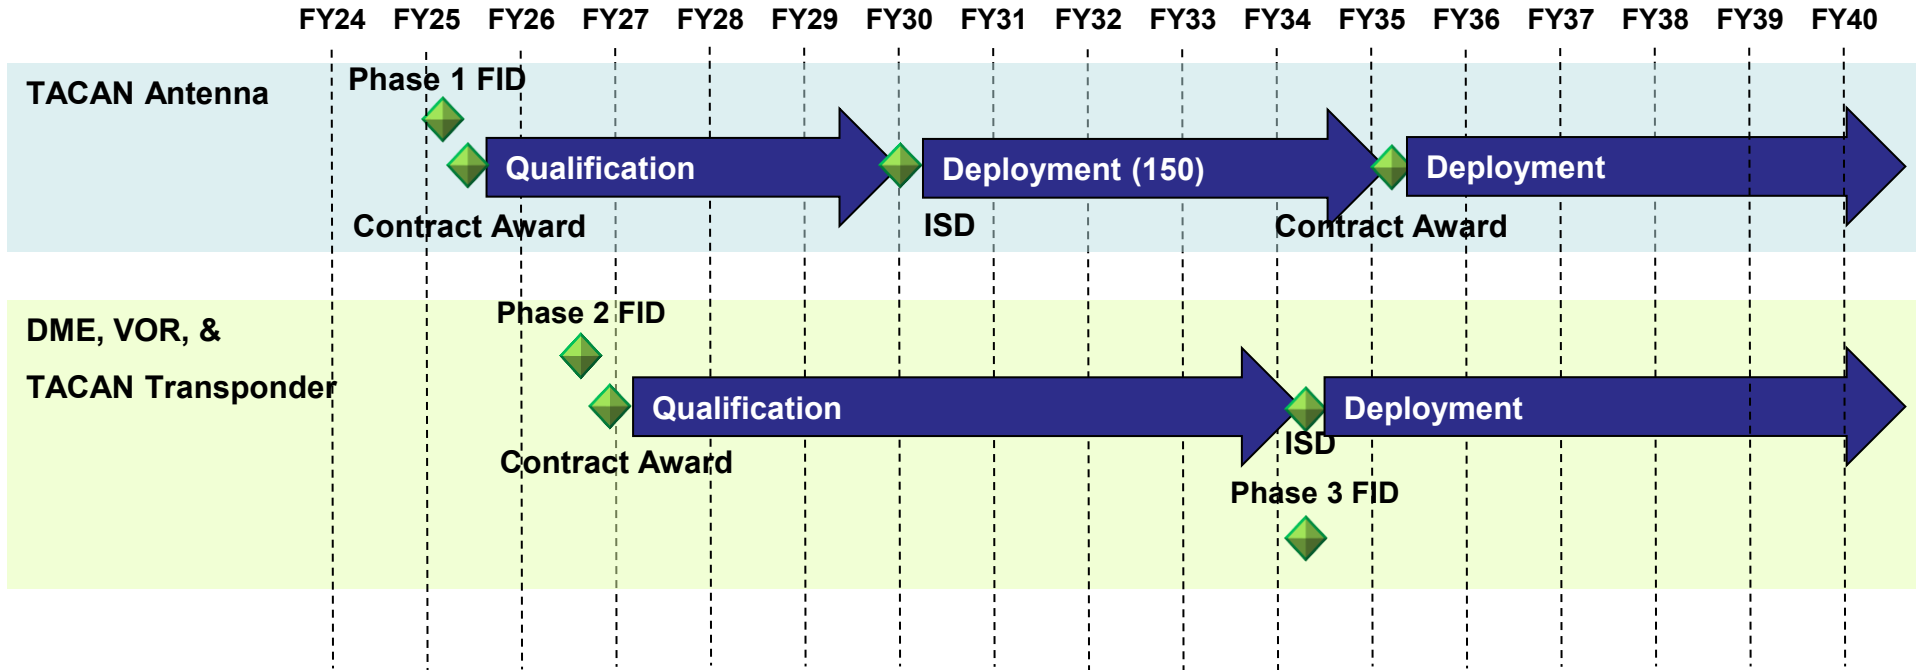 FY24 FY25 FY26 FY27 FY28 FY29 FY30 FY31 FY32 FY33 FY34 FY35 FY36 FY37 FY38 FY39 FY40
TACAN Antenna
Phase 1 FID
Qualification
Deployment (150)
Deployment
Contract Award
ISD
Contract Award
DME, VOR, &
TACAN Transponder
Phase 2 FID
Qualification
Deployment
Contract Award
ISD
Phase 3 FID